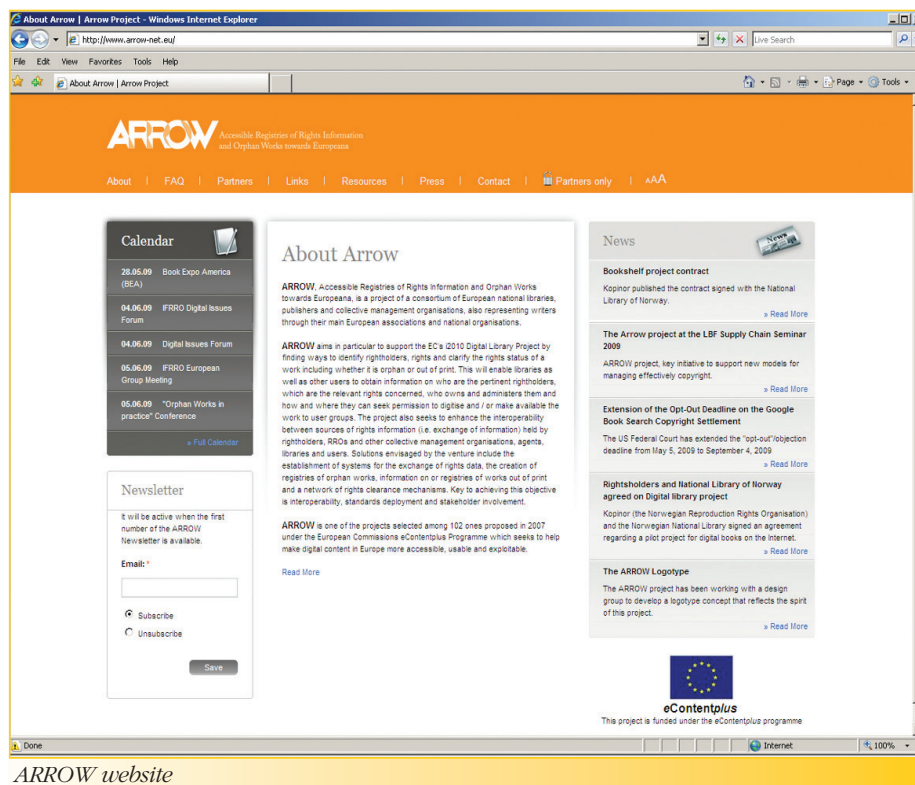 About Arrow | Arrow Project - Windows Internet Explorer
http://www.arrow-net.eu/
Live Search
File Edit View Favorites Tools Help
About Arrow | Arrow Project
Page Tools
ARROW
Accessible Registries of Rights Information
and Orphan Works towards Europeana
About | FAQ | Partners | Links | Resources | Press | Contact | Partners only | AAA
Calendar
28.05.09 Book Expo America
(BEA)
04.06.09 IFRRO Digital Issues
Forum
04.06.09 Digital Issues Forum
05.06.09 IFRRO European
Group Meeting
05.06.09 "Orphan Works in
practice" Conference
» Full Calendar
Newsletter
It will be active when the first
number of the ARROW
Newsletter is available.
Email: *
Subscribe
Unsubscribe
Save
About Arrow
ARROW, Accessible Registries of Rights Information and Orphan Works
towards Europeana, is a project of a consortium of European national libraries,
publishers and collective management organisations, also representing writers
through their main European associations and national organisations.
ARROW aims in particular to support the EC's i2010 Digital Library Project by
finding ways to identify rightholders, rights and clarify the rights status of a
work including whether it is orphan or out of print. This will enable libraries as
well as other users to obtain information on who are the pertinent rightholders,
which are the relevant rights concerned, who owns and administers them and
how and where they can seek permission to digitise and / or make available the
work to user groups. The project also seeks to enhance the interoperability
between sources of rights information (i.e. exchange of information) held by
rightholders, RROs and other collective management organisations, agents,
libraries and users. Solutions envisaged by the venture include the
establishment of systems for the exchange of rights data, the creation of
registries of orphan works, information on or registries of works out of print
and a network of rights clearance mechanisms. Key to achieving this objective
is interoperability, standards deployment and stakeholder involvement.
ARROW is one of the projects selected among 102 ones proposed in 2007
under the European Commissions eContentplus Programme which seeks to help
make digital content in Europe more accessible, usable and exploitable.
Read More
News
News
Bookshelf project contract
Kopinor published the contract signed with the National
Library of Norway.
» Read More
The Arrow project at the LBF Supply Chain Seminar
2009
ARROW project, key initiative to support new models for
managing effectively copyright.
» Read More
Extension of the Opt-Out Deadline on the Google
Book Search Copyright Settlement
The US Federal Court has extended the "opt-out"/objection
deadline from May 5, 2009 to September 4, 2009
» Read More
Rightsholders and National Library of Norway
agreed on Digital library project
Kopinor (the Norwegian Reproduction Rights Organisation)
and the Norwegian National Library signed an agreement
regarding a pilot project for digital books on the Internet.
» Read More
The ARROW Logotype
The ARROW project has been working with a design
group to develop a logotype concept that reflects the spirit
of this project.
» Read More
eContentplus
This project is funded under the eContentplus programme
Done
Internet
100%
ARROW website